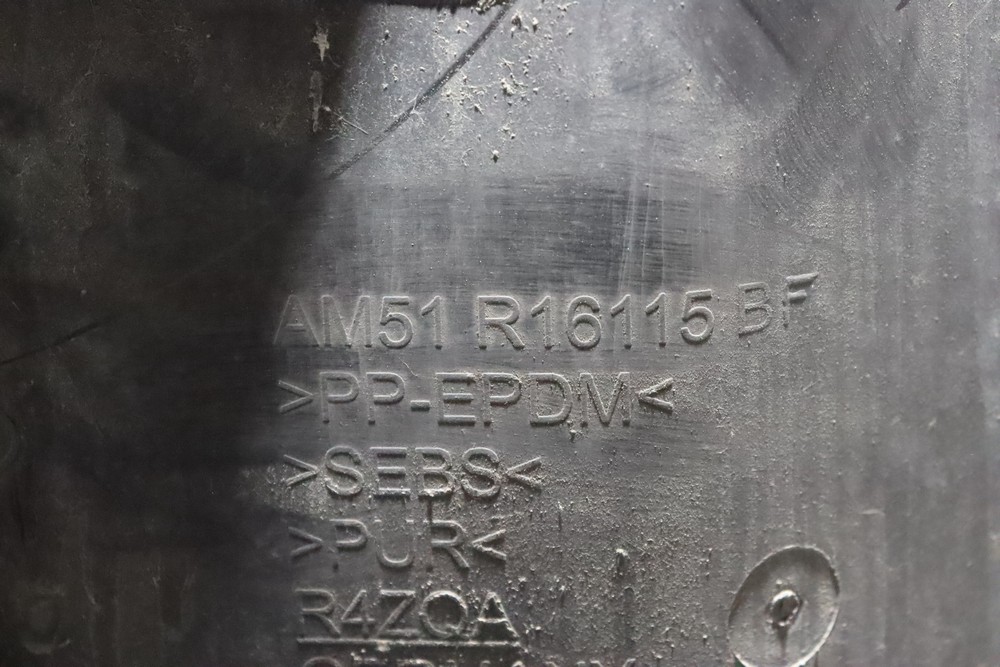 AM51 R16115 BF
>PP-EPDM<
>SEBS<
>PUR<
R4ZQA